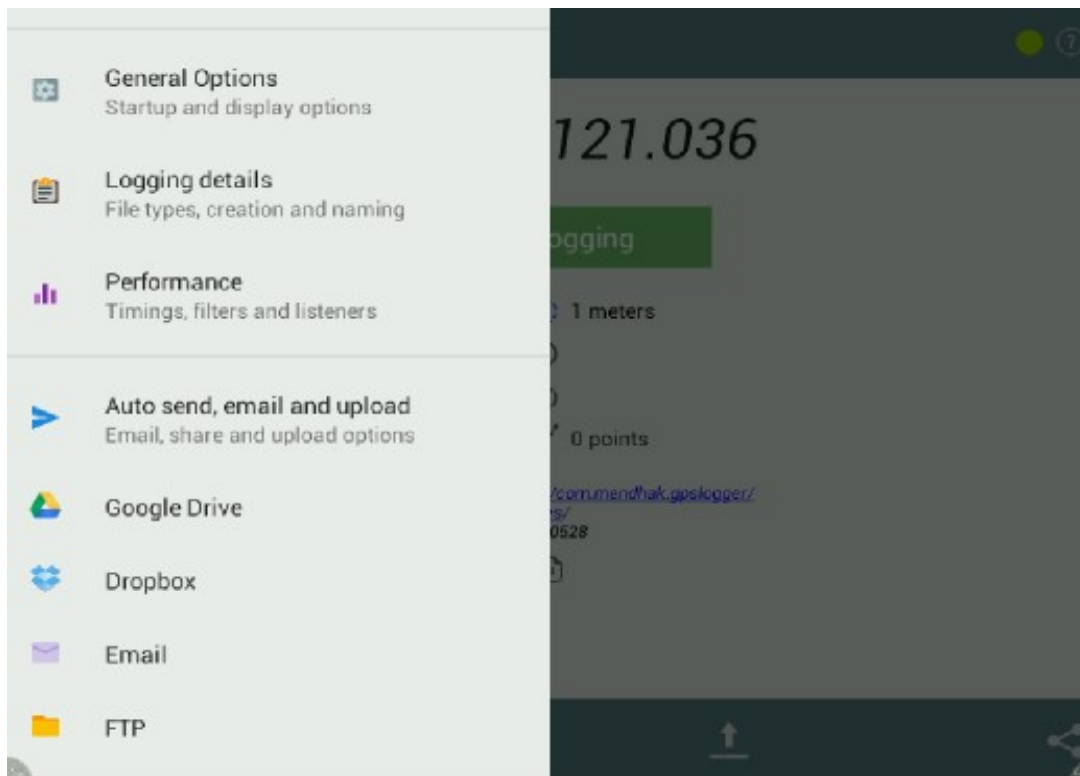 General Options
Startup and display options
Logging details
File types, creation and naming
Performance
Timings, filters and listeners
Auto send, email and upload
Email, share and upload options
Google Drive
Dropbox
Email
FTP
?
121.036
ogging
1 meters
0 points
/com.mendhak.gpslogger/
s/
0528